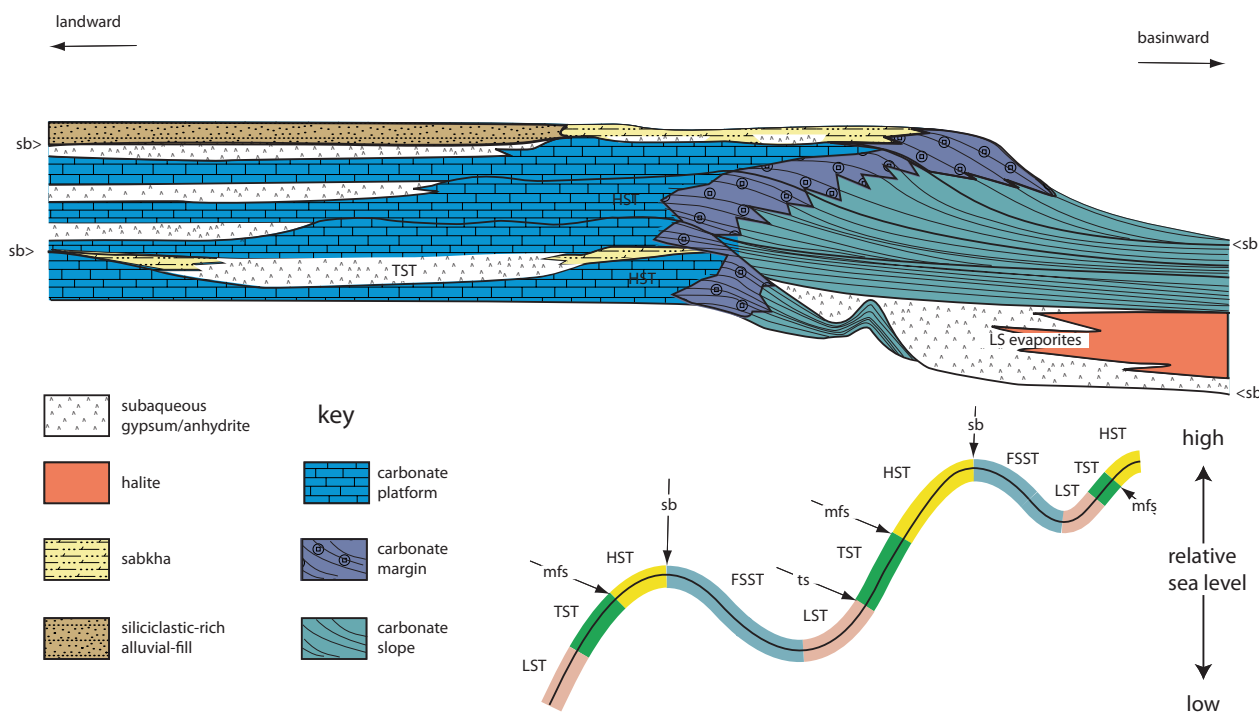 landward
basinward
sb>
HST
sb>
<sb
TST
HST
LS evaporites
<sb
subaqueous
gypsum/anhydrite
key
halite
carbonate
platform
sabkha
carbonate
margin
siliciclastic-rich
alluvial-fill
carbonate
slope
LST
TST
mfs
HST
sb
FSST
ts
LST
TST
mfs
HST
sb
FSST
LST
TST
mfs
HST
high
relative
sea level
low